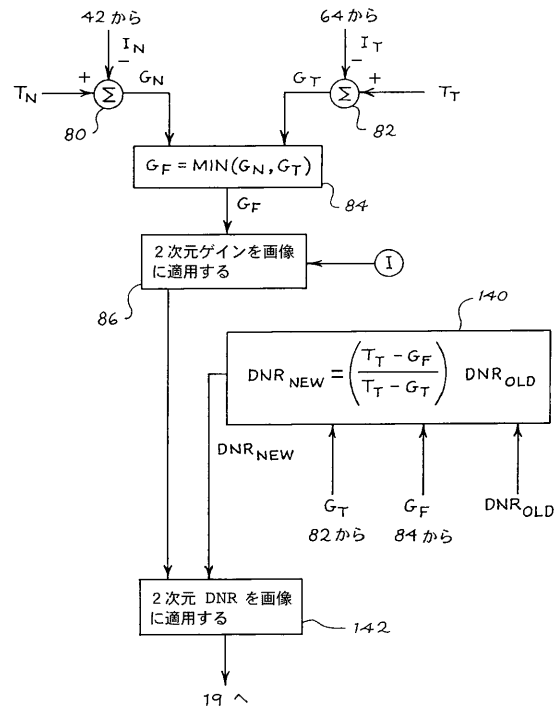 42から
64から
I_N
I_T
−
−
T_N
+
Σ
G_N
G_T
Σ
+
T_T
80
82
G_F = MIN(G_N, G_T)
84
G_F
2次元ゲインを画像
に適用する
I
86
140
DNR_NEW = ((T_T - G_F) / (T_T - G_T)) DNR_OLD
DNR_NEW
G_T
82から
G_F
84から
DNR_OLD
2次元 DNR を画像
に適用する
142
19へ